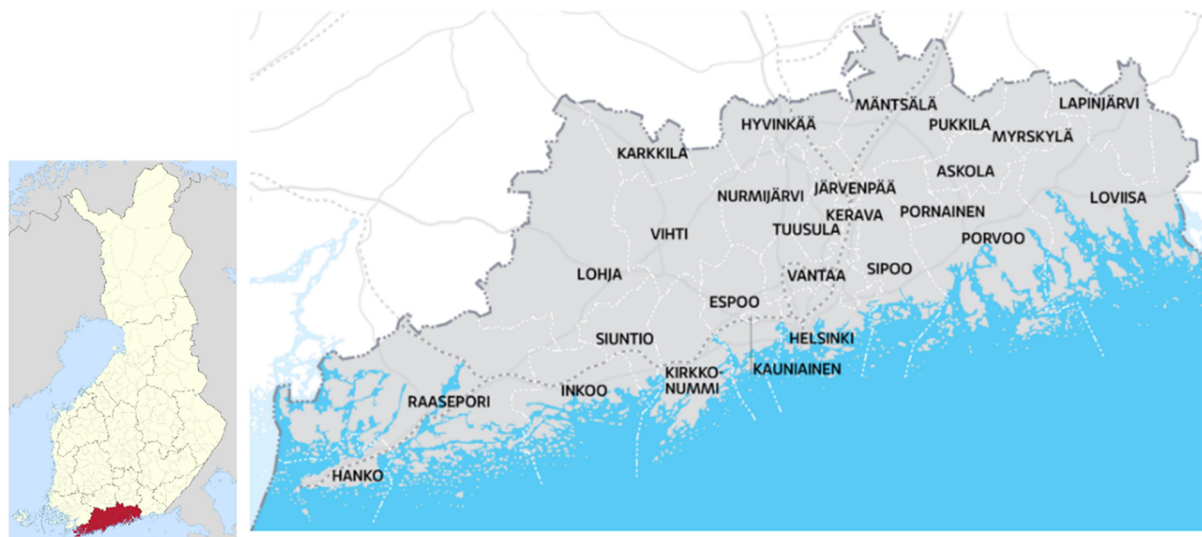 LAPINJÄRVI
MÄNTSÄLÄ
HYVINKÄÄ
PUKKILA
MYRSKYLÄ
KARKKILA
ASKOLA
NURMIJÄRVI
JÄRVENPÄÄ
LOVIISA
KERAVA
PORNAINEN
VIHTI
TUUSULA
PORVOO
LOHJA
VANTAA
SIPOO
ESPOO
SIUNTIO
HELSINKI
KAUNIAINEN
KIRKKO-
NUMMI
INKOO
RAASEPORI
HANKO